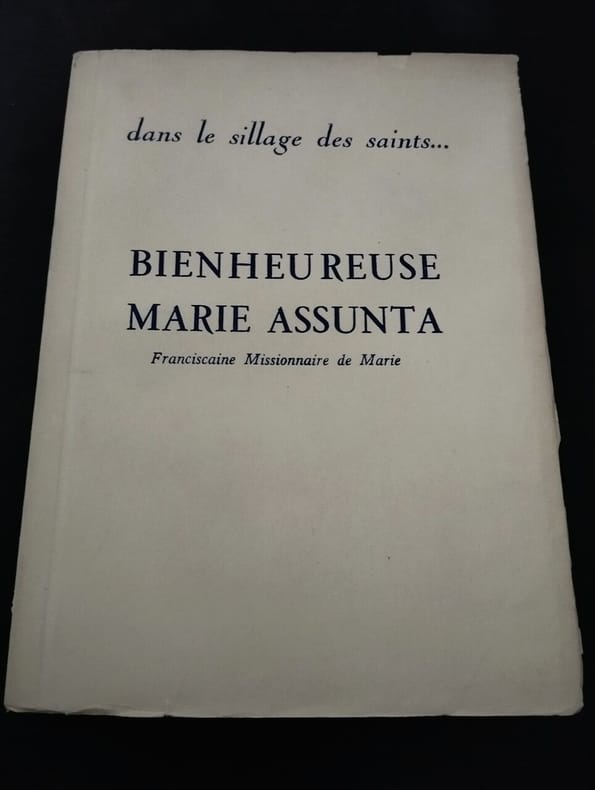 dans le sillage des saints...
BIENHEUREUSE
MARIE ASSUNTA
Franciscaine Missionnaire de Marie